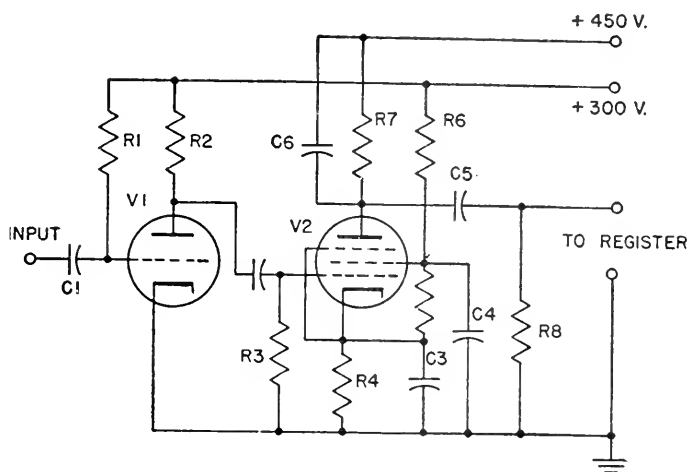 + 450 V.
+ 300 V.
R1
R2
C6
R7
R6
C5
V1
V2
INPUT
C1
TO REGISTER
R3
R4
C3
C4
R8